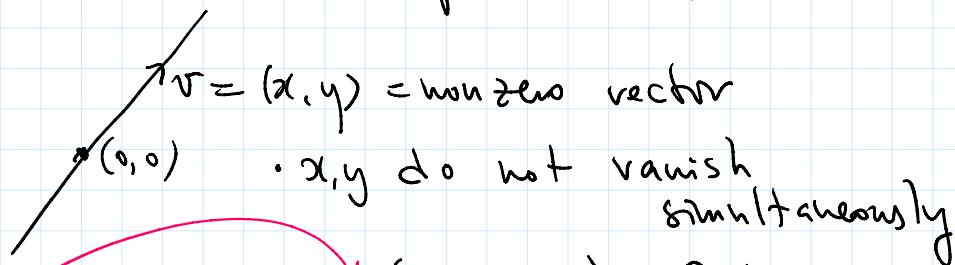 v = (x, y) = nonzero vector
(0,0) · x, y do not vanish
simultaneously